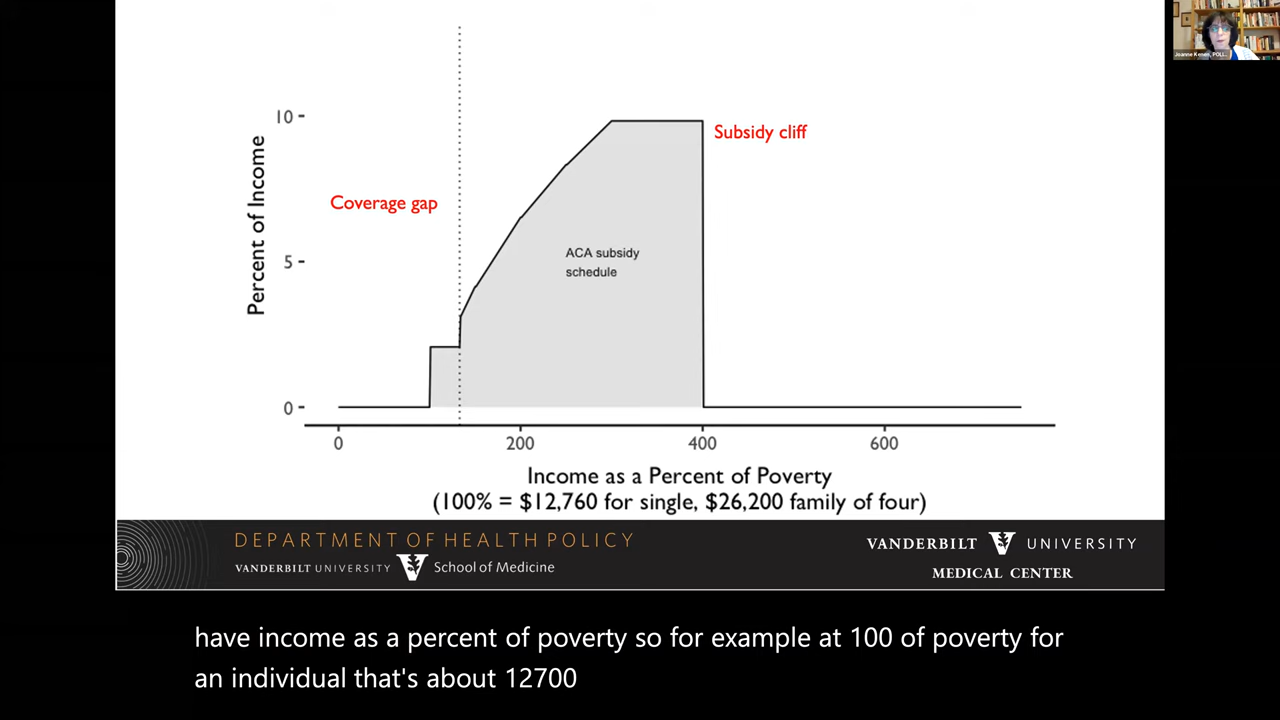 Joanne Kenen, POLI...
10
Subsidy cliff
Percent of Income
Coverage gap
ACA subsidy
schedule
5
0
0 200 400 600
Income as a Percent of Poverty
(100% = $12,760 for single, $26,200 family of four)
DEPARTMENT OF HEALTH POLICY
VANDERBILT UNIVERSITY School of Medicine
VANDERBILT UNIVERSITY
MEDICAL CENTER
have income as a percent of poverty so for example at 100 of poverty for
an individual that's about 12700